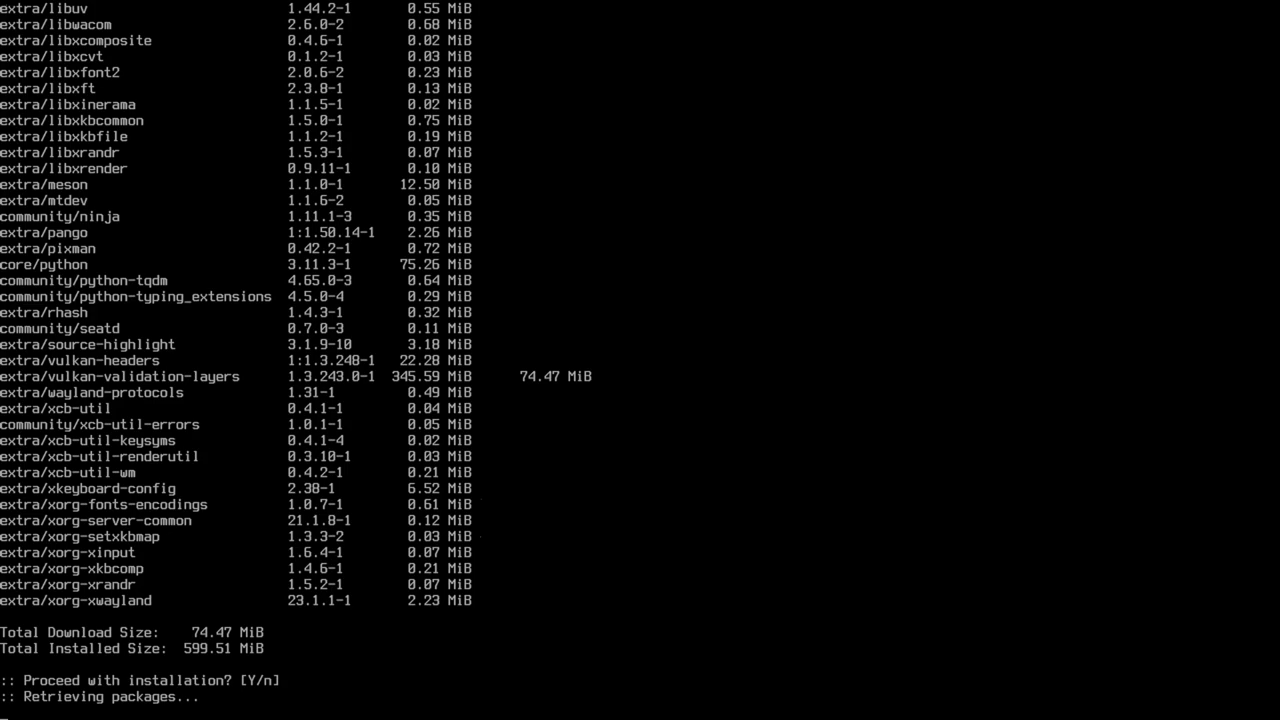 extra/libuv 1.44.2-1 0.55 MiB
extra/libwacom 2.6.0-2 0.68 MiB
extra/libxcomposite 0.4.6-1 0.02 MiB
extra/libxcvt 0.1.2-1 0.03 MiB
extra/libxfont2 2.0.6-2 0.23 MiB
extra/libxft 2.3.8-1 0.13 MiB
extra/libxinerama 1.1.5-1 0.02 MiB
extra/libxkbcommon 1.5.0-1 0.75 MiB
extra/libxkbfile 1.1.2-1 0.19 MiB
extra/libxrandr 1.5.3-1 0.07 MiB
extra/libxrender 0.9.11-1 0.10 MiB
extra/meson 1.1.0-1 12.50 MiB
extra/mtdev 1.1.6-2 0.05 MiB
community/ninja 1.11.1-3 0.35 MiB
extra/pango 1:1.50.14-1 2.26 MiB
extra/pixman 0.42.2-1 0.72 MiB
core/python 3.11.3-1 75.26 MiB
community/python-tqdm 4.65.0-3 0.64 MiB
community/python-typing_extensions 4.5.0-4 0.29 MiB
extra/rhash 1.4.3-1 0.32 MiB
community/seatd 0.7.0-3 0.11 MiB
extra/source-highlight 3.1.9-10 3.18 MiB
extra/vulkan-headers 1:1.3.248-1 22.28 MiB
extra/vulkan-validation-layers 1.3.243.0-1 345.59 MiB 74.47 MiB
extra/wayland-protocols 1.31-1 0.49 MiB
extra/xcb-util 0.4.1-1 0.04 MiB
community/xcb-util-errors 1.0.1-1 0.05 MiB
extra/xcb-util-keysyms 0.4.1-4 0.02 MiB
extra/xcb-util-renderutil 0.3.10-1 0.03 MiB
extra/xcb-util-wm 0.4.2-1 0.21 MiB
extra/xkeyboard-config 2.38-1 6.52 MiB
extra/xorg-fonts-encodings 1.0.7-1 0.61 MiB
extra/xorg-server-common 21.1.8-1 0.12 MiB
extra/xorg-setxkbmap 1.3.3-2 0.03 MiB
extra/xorg-xinput 1.6.4-1 0.07 MiB
extra/xorg-xkbcomp 1.4.6-1 0.21 MiB
extra/xorg-xrandr 1.5.2-1 0.07 MiB
extra/xorg-xwayland 23.1.1-1 2.23 MiB
Total Download Size: 74.47 MiB
Total Installed Size: 599.51 MiB
:: Proceed with installation? [Y/n]
:: Retrieving packages...